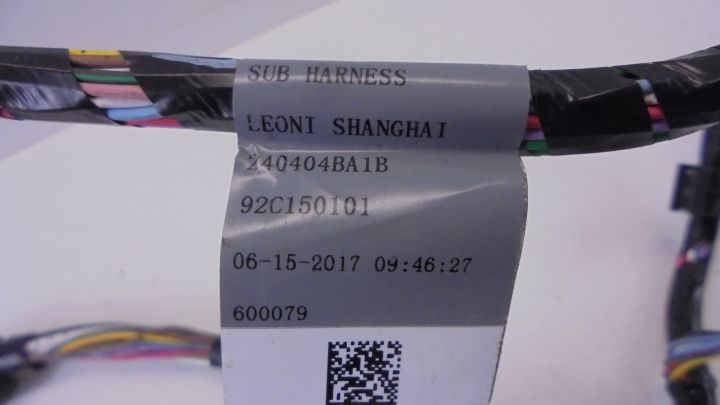 SUB HARNESS
LEONI SHANGHAI
240404BA1B
92C150101
06-15-2017 09:46:27
600079